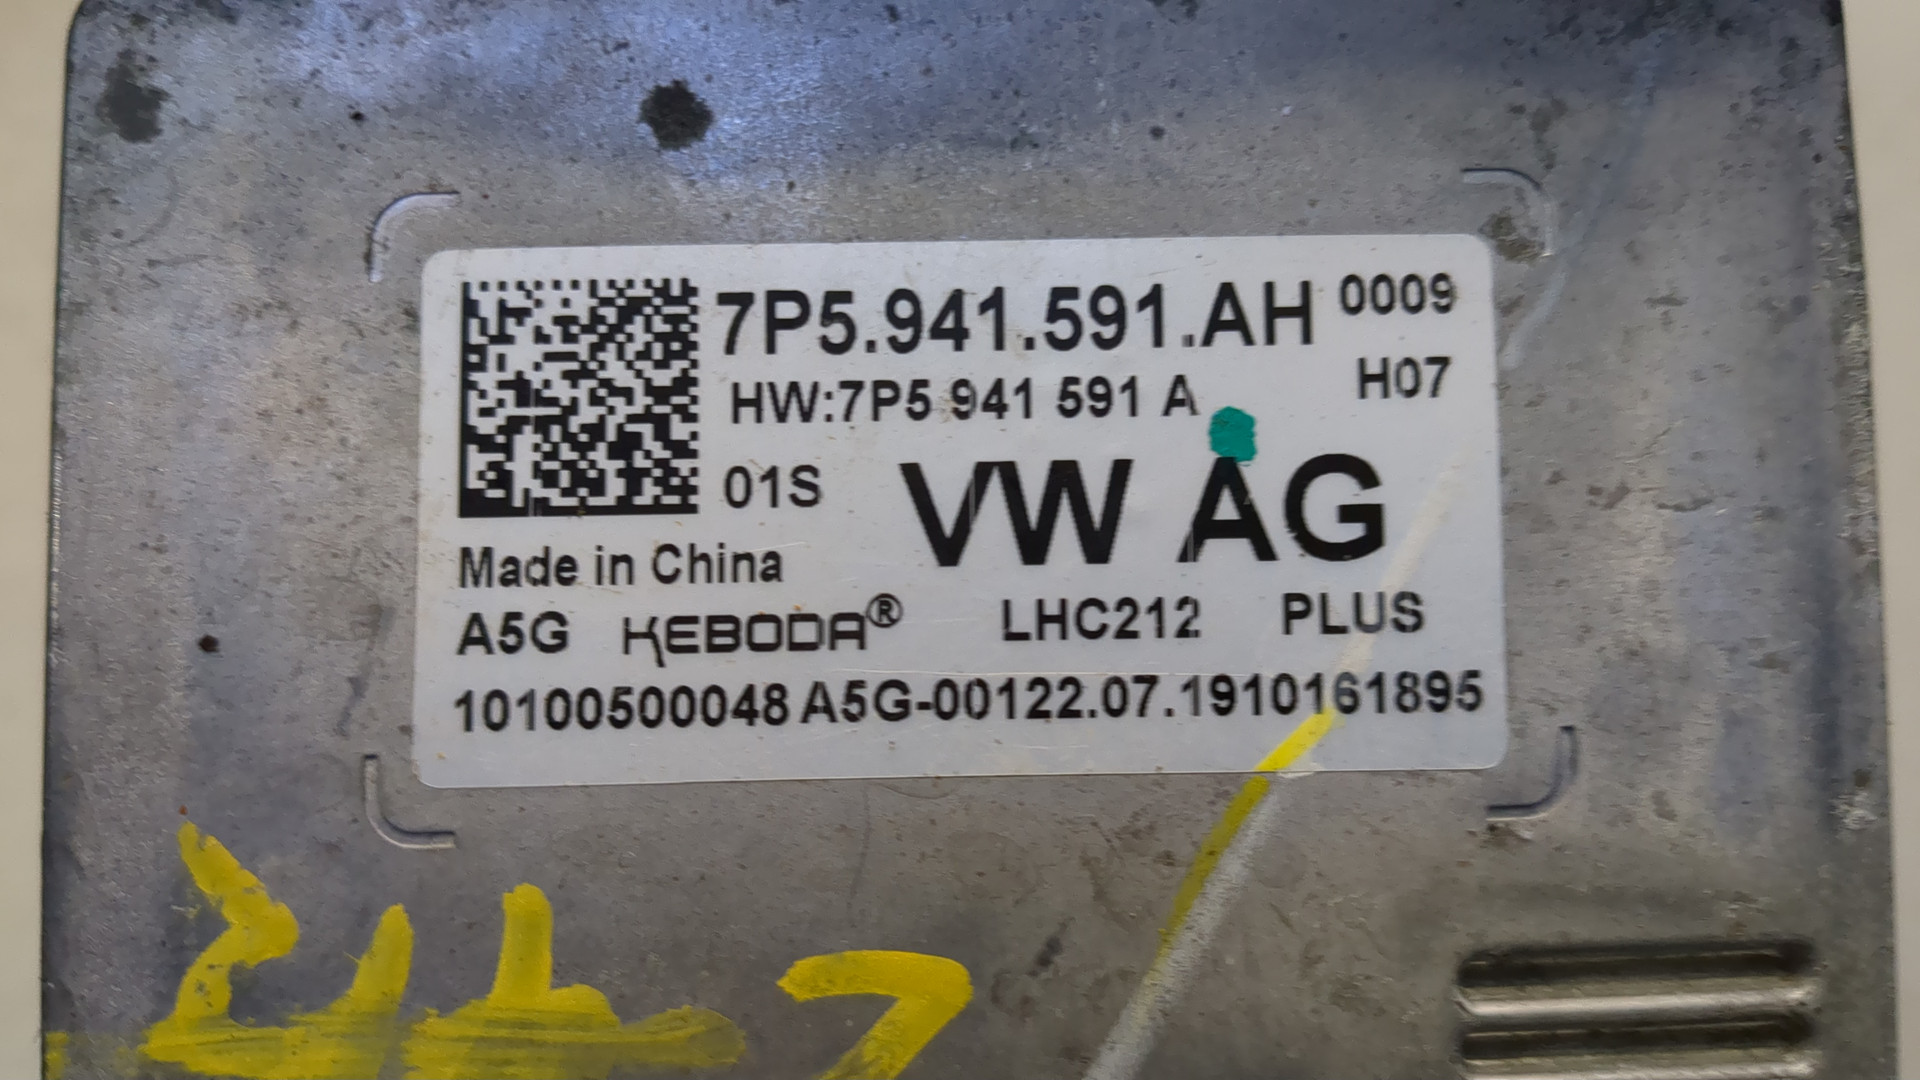 7P5.941.591.AH 0009
HW:7P5 941 591 A H07
01S VW AG
Made in China
A5G KEBODA® LHC212 PLUS
10100500048 A5G-00122.07.1910161895